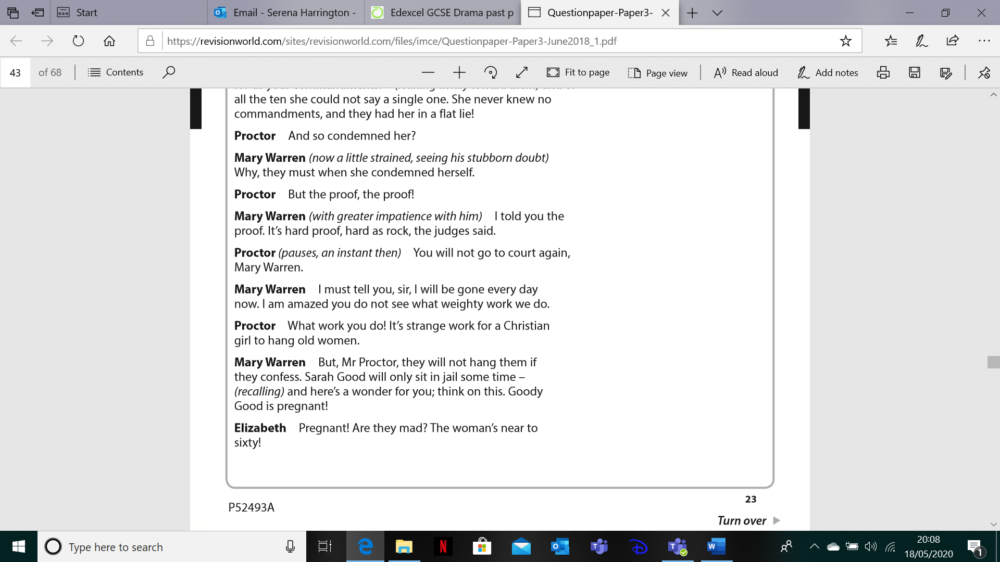 Start
Email - Serena Harrington -
Edexcel GCSE Drama past p
Questionpaper-Paper3-
https://revisionworld.com/sites/revisionworld.com/files/imce/Questionpaper-Paper3-June2018_1.pdf
43 of 68
Contents
Fit to page
Page view
Read aloud
Add notes
all the ten she could not say a single one. She never knew no
commandments, and they had her in a flat lie!
Proctor And so condemned her?
Mary Warren (now a little strained, seeing his stubborn doubt)
Why, they must when she condemned herself.
Proctor But the proof, the proof!
Mary Warren (with greater impatience with him) I told you the
proof. It's hard proof, hard as rock, the judges said.
Proctor (pauses, an instant then) You will not go to court again,
Mary Warren.
Mary Warren I must tell you, sir, I will be gone every day
now. I am amazed you do not see what weighty work we do.
Proctor What work you do! It's strange work for a Christian
girl to hang old women.
Mary Warren But, Mr Proctor, they will not hang them if
they confess. Sarah Good will only sit in jail some time –
(recalling) and here's a wonder for you; think on this. Goody
Good is pregnant!
Elizabeth Pregnant! Are they mad? The woman's near to
sixty!
23
P52493A
Turn over
Type here to search
20:08
18/05/2020
1